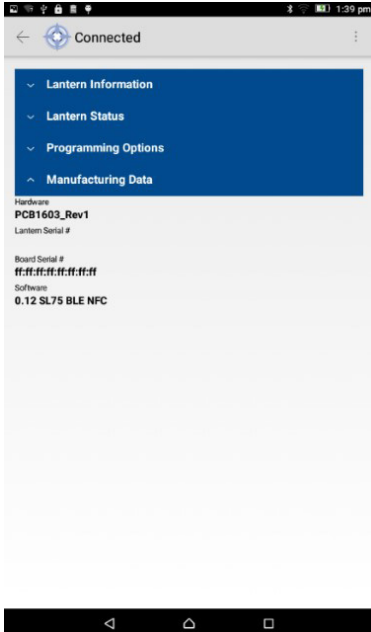 1:39 pm
Connected
Lantern Information
Lantern Status
Programming Options
Manufacturing Data
Hardware
PCB1603_Rev1
Lantern Serial #
Board Serial #
ff:ff:ff:ff:ff:ff:ff:ff
Software
0.12 SL75 BLE NFC